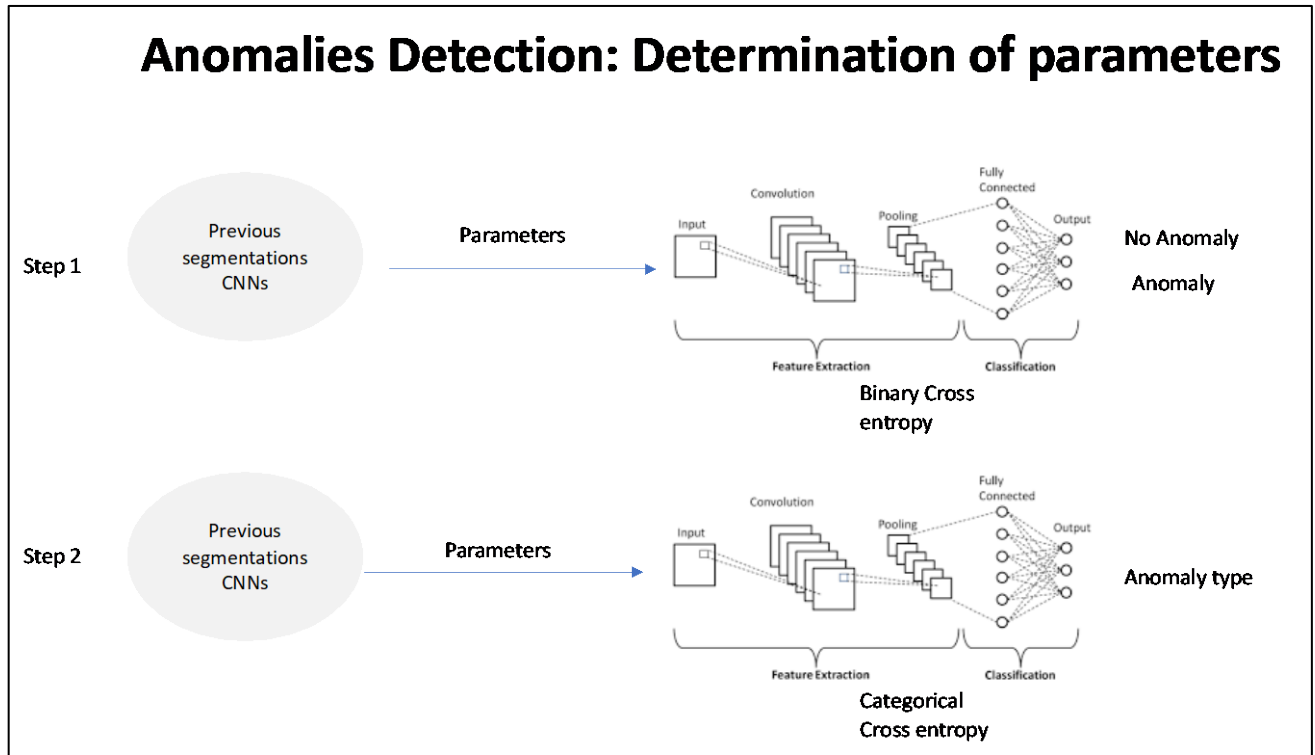 Anomalies Detection: Determination of parameters
Step 1
Previous
segmentations
CNNs
Parameters
Input
Convolution
Pooling
Fully
Connected
Output
No Anomaly
Anomaly
Feature Extraction
Classification
Binary Cross
entropy
Step 2
Previous
segmentations
CNNs
Parameters
Input
Convolution
Pooling
Fully
Connected
Output
Anomaly type
Feature Extraction
Classification
Categorical
Cross entropy